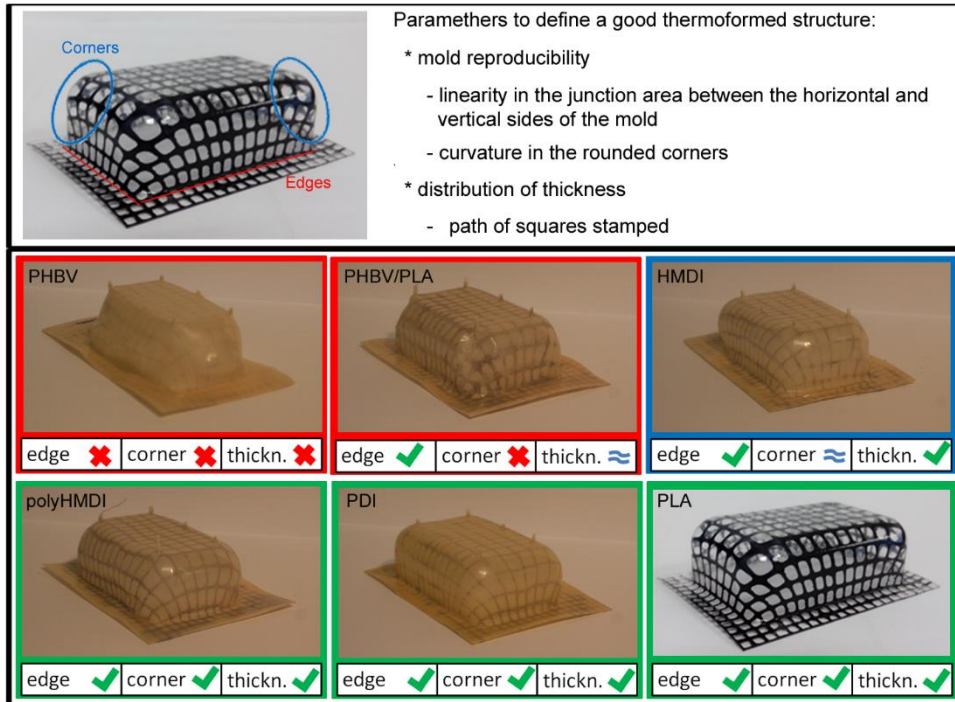 Paramethers to define a good thermoformed structure:
* mold reproducibility
- linearity in the junction area between the horizontal and
vertical sides of the mold
- curvature in the rounded corners
* distribution of thickness
- path of squares stamped
Corners
Edges
PHBV
edge ✖ corner ✖ thickn. ✖
PHBV/PLA
edge ✔ corner ✖ thickn. ≈
HMDI
edge ✔ corner ≈ thickn. ✔
polyHMDI
edge ✔ corner ✔ thickn. ✔
PDI
edge ✔ corner ✔ thickn. ✔
PLA
edge ✔ corner ✔ thickn. ✔